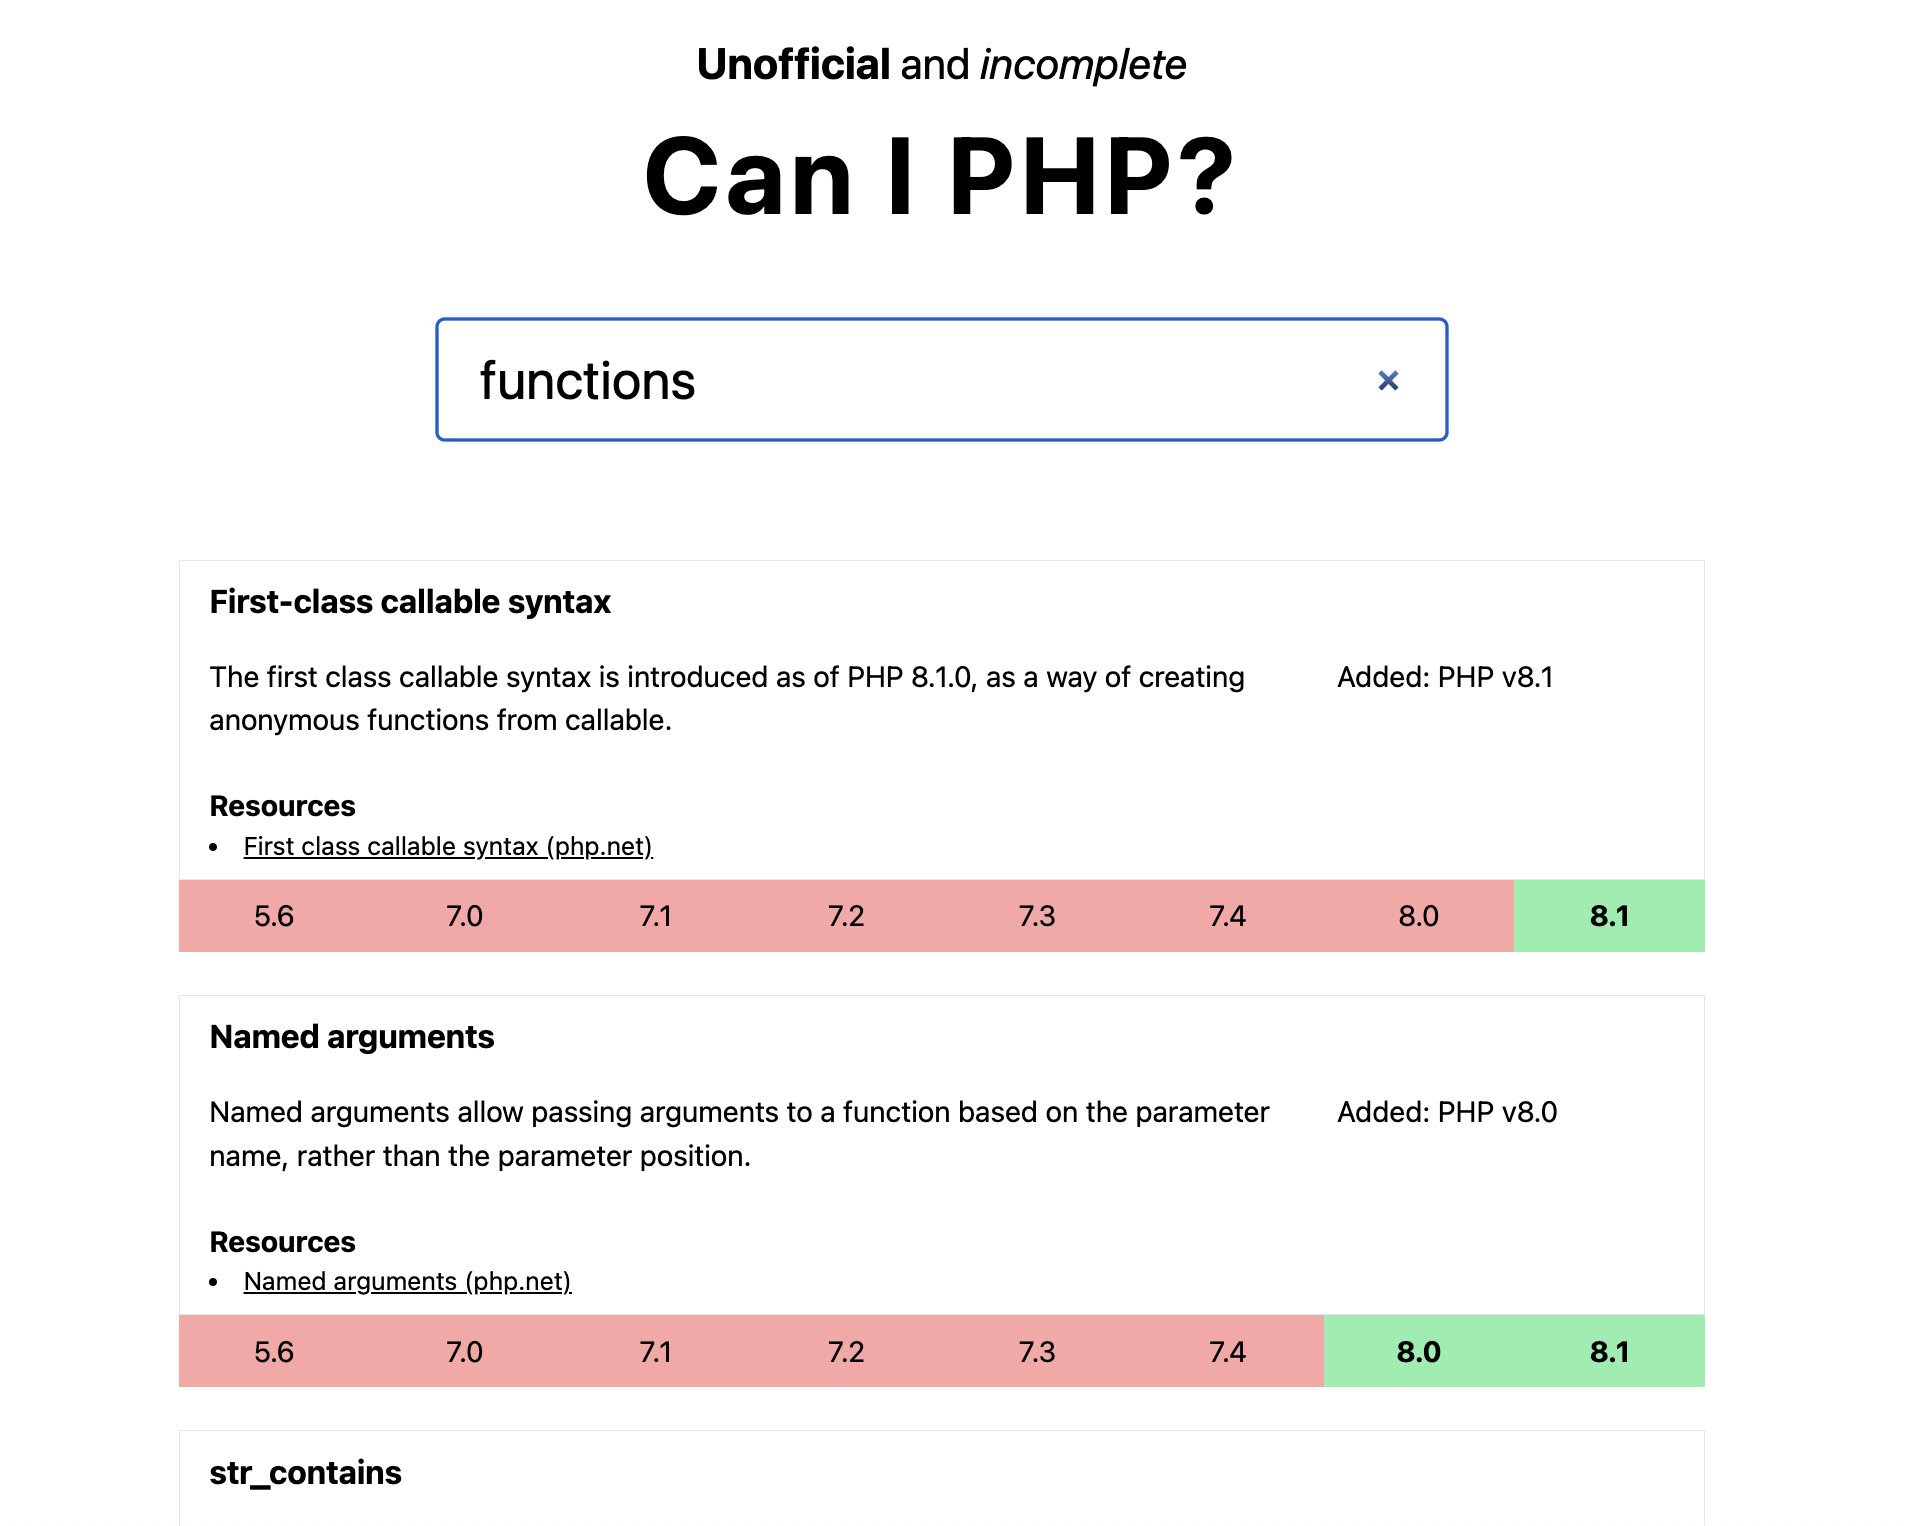 Unofficial and incomplete
Can I PHP?
functions
×
First-class callable syntax
The first class callable syntax is introduced as of PHP 8.1.0, as a way of creating
anonymous functions from callable.
Added: PHP v8.1
Resources
• First class callable syntax (php.net)
5.6 7.0 7.1 7.2 7.3 7.4 8.0 8.1
Named arguments
Named arguments allow passing arguments to a function based on the parameter
name, rather than the parameter position.
Added: PHP v8.0
Resources
• Named arguments (php.net)
5.6 7.0 7.1 7.2 7.3 7.4 8.0 8.1
str_contains